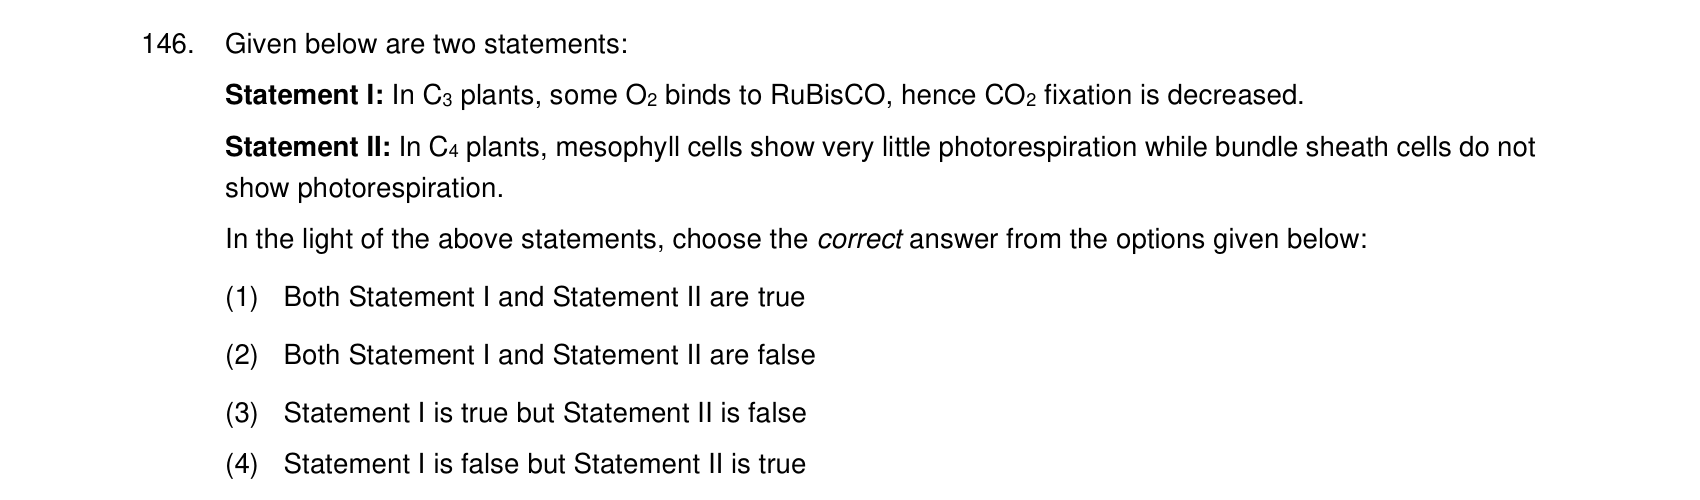 146. Given below are two statements:
Statement I: In C₃ plants, some O₂ binds to RuBisCO, hence CO₂ fixation is decreased.
Statement II: In C₄ plants, mesophyll cells show very little photorespiration while bundle sheath cells do not
show photorespiration.
In the light of the above statements, choose the correct answer from the options given below:
(1) Both Statement I and Statement II are true
(2) Both Statement I and Statement II are false
(3) Statement I is true but Statement II is false
(4) Statement I is false but Statement II is true